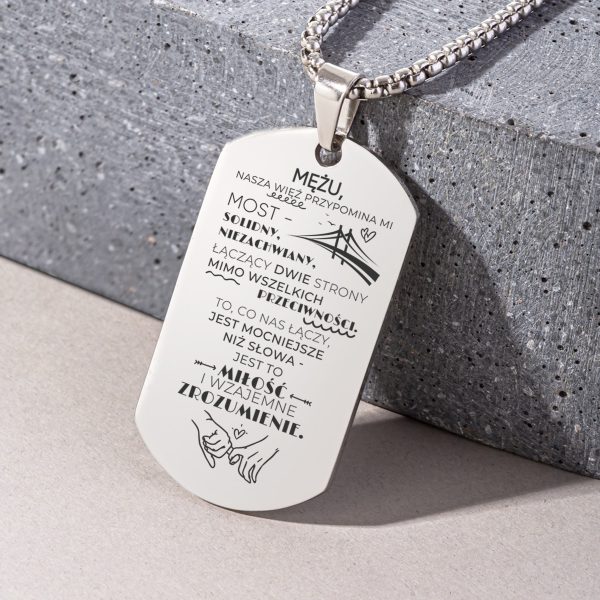 MĘŻU,
NASZA WIĘŹ PRZYPOMINA MI
MOST -
SOLIDNY,
NIEZACHWIANY,
ŁĄCZĄCY DWIE STRONY
MIMO WSZELKICH
PRZECIWNOŚCI.
TO, CO NAS ŁĄCZY,
JEST MOCNIEJSZE
NIŻ SŁOWA -
JEST TO
MIŁOŚĆ
I WZAJEMNE
ZROZUMIENIE.